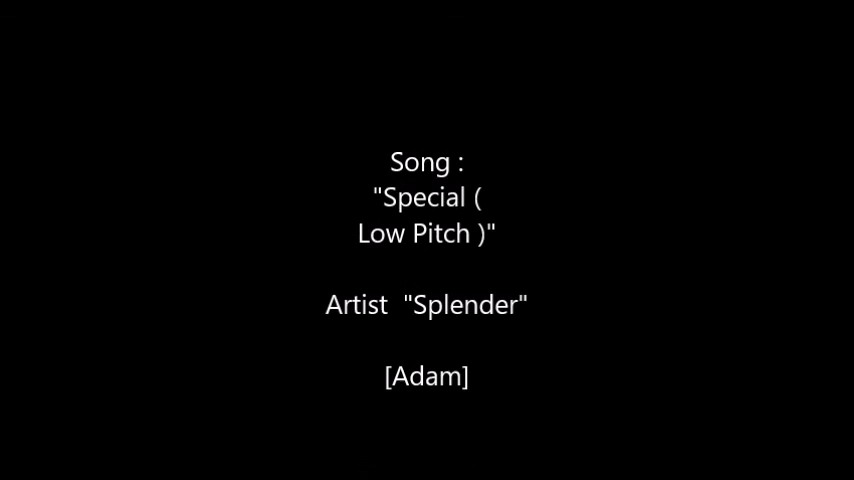 Song :
"Special (
Low Pitch )"
Artist  "Splender"
[Adam]